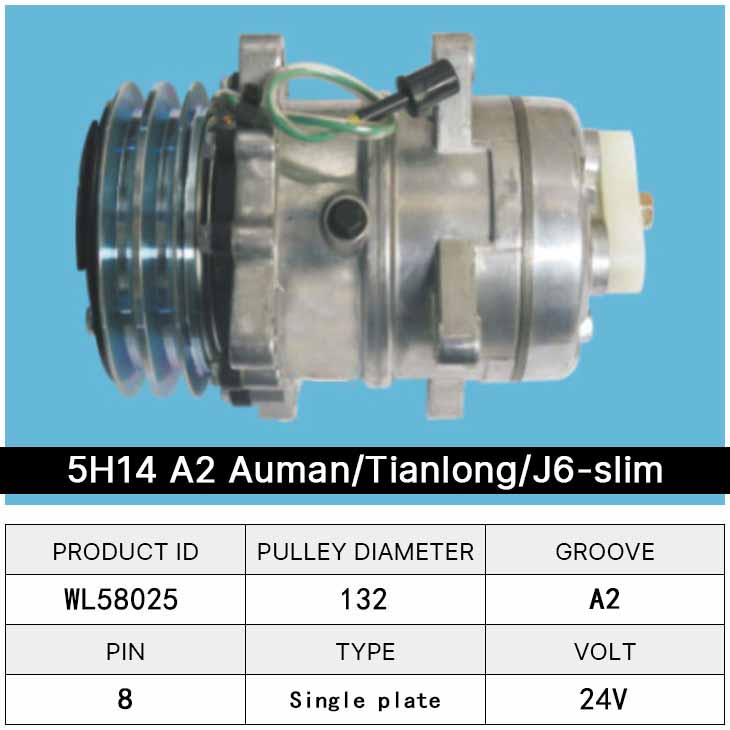 5H14 A2 Auman/Tianlong/J6-slim
PRODUCT ID PULLEY DIAMETER GROOVE
WL58025 132 A2
PIN TYPE VOLT
8 Single plate 24V